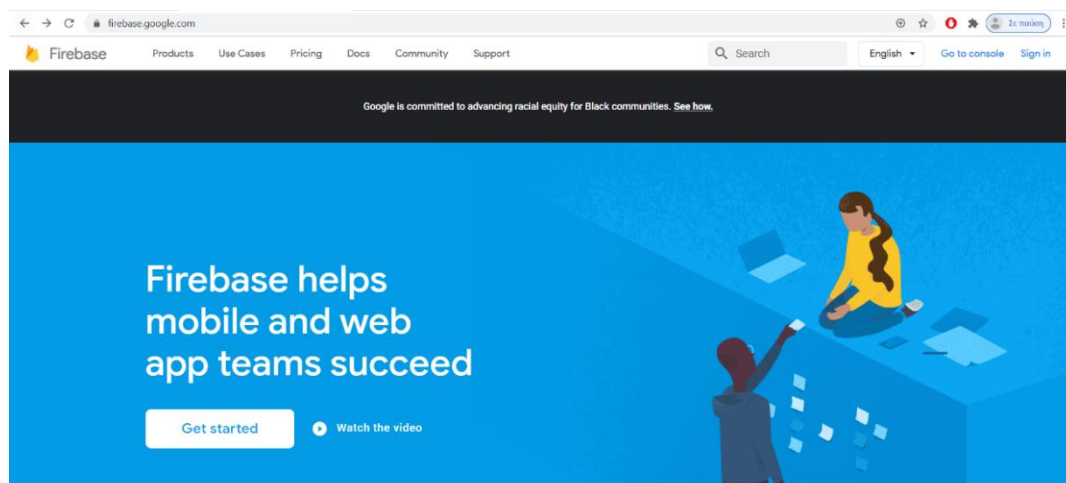 firebase.google.com
Σε παύση
Firebase Products Use Cases Pricing Docs Community Support Search English Go to console Sign in
Google is committed to advancing racial equity for Black communities. See how.
Firebase helps
mobile and web
app teams succeed
Get started Watch the video